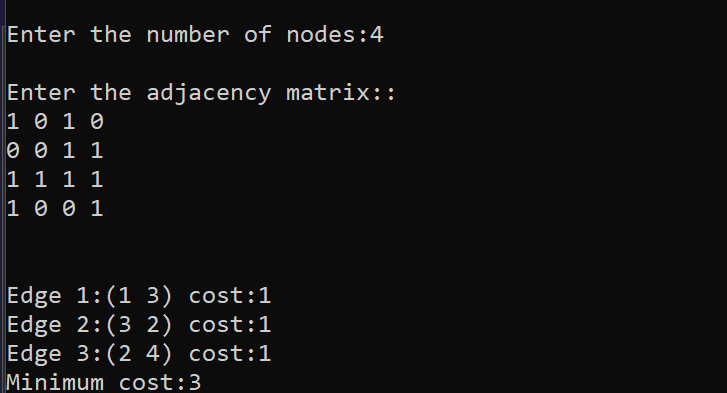 Enter the number of nodes:4
Enter the adjacency matrix::
1 0 1 0
0 0 1 1
1 1 1 1
1 0 0 1
Edge 1:(1 3) cost:1
Edge 2:(3 2) cost:1
Edge 3:(2 4) cost:1
Minimum cost:3